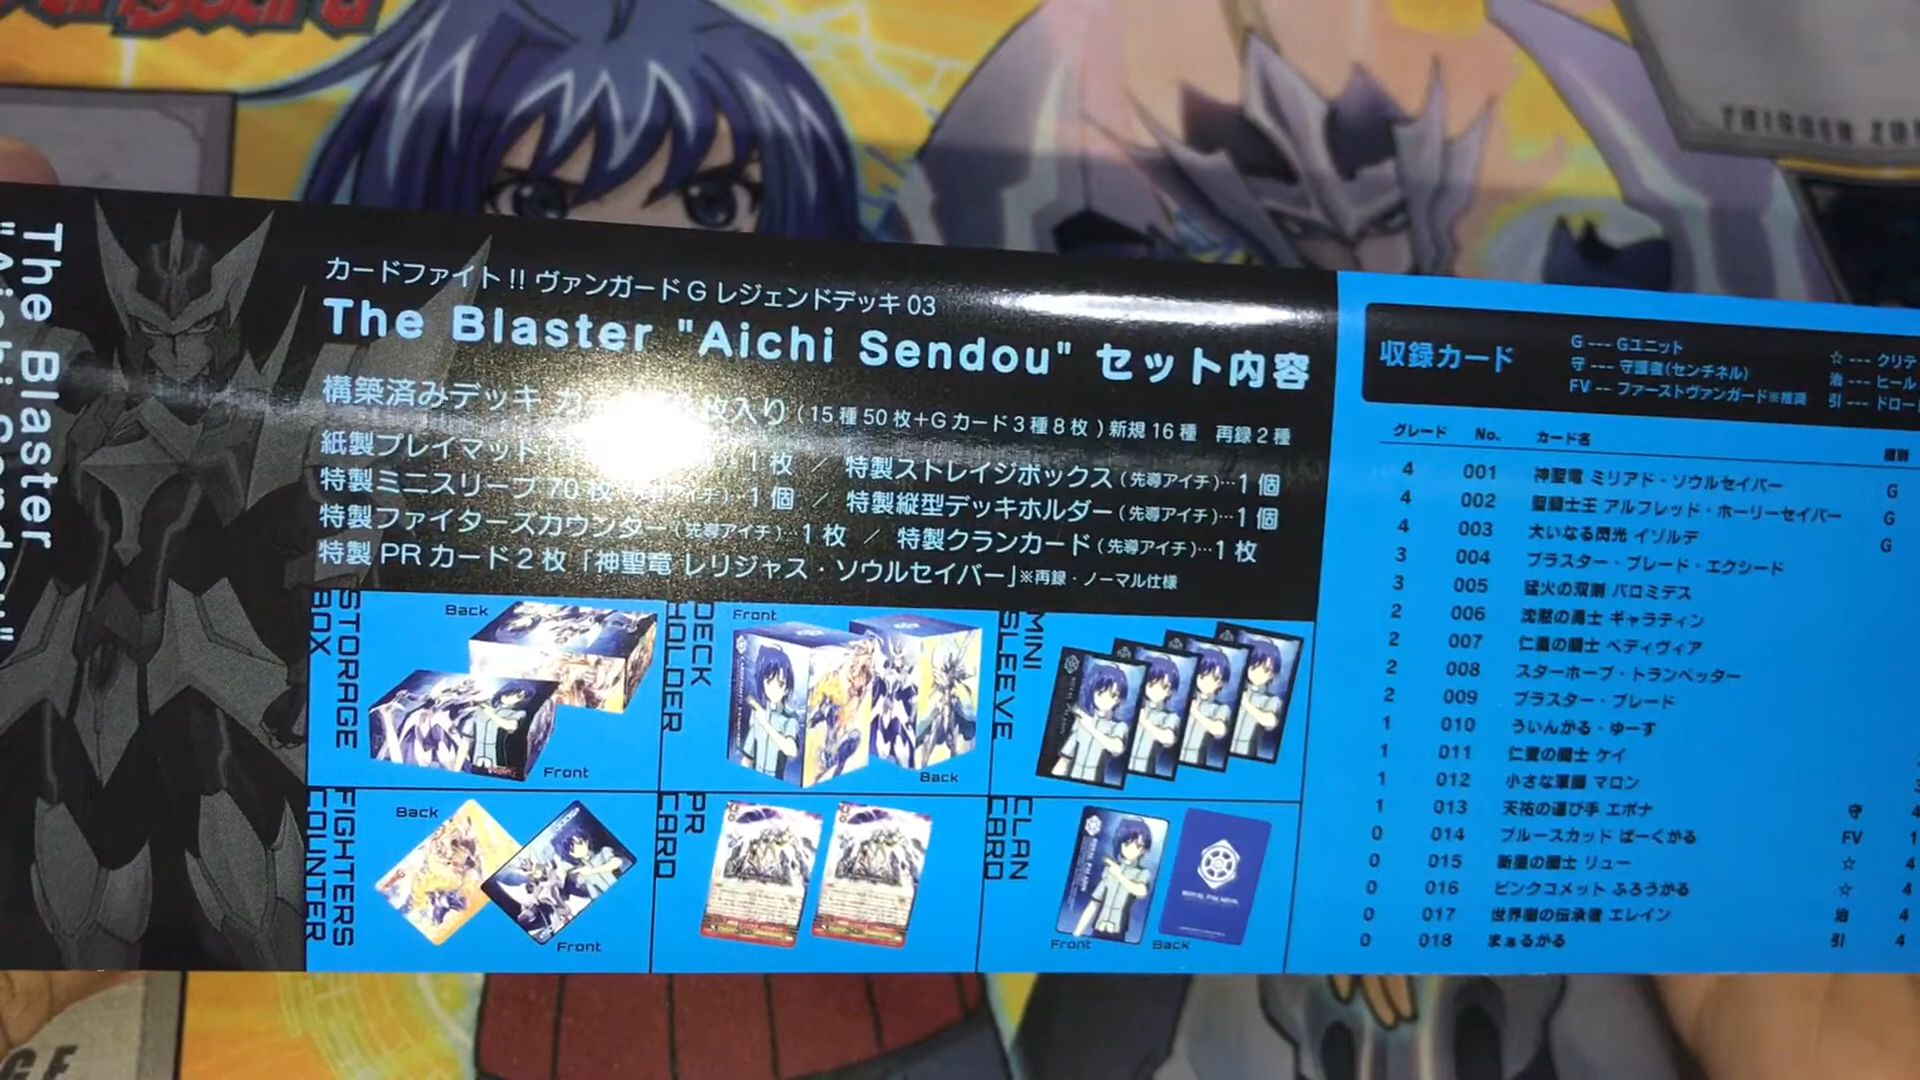 The Blaster
カードファイト!! ヴァンガード G レジェンドデッキ 03
The Blaster "Aichi Sendou" セット内容
構築済みデッキ 枚入り (15種50枚+Gカード3種8枚) 新規16種 再録2種
紙製プレイマット 1枚 / 特製ストレイジボックス (先導アイチ)…1個
特製ミニスリーブ 70枚 アイチ) 1個 / 特製縦型デッキホルダー (先導アイチ)…1個
特製ファイターズカウンター (先導アイチ)…1枚 / 特製クランカード (先導アイチ)…1枚
特製 PR カード2枚「神聖竜 レリジャス・ソウルセイバー」※再録・ノーマル仕様
STORAGE BOX
Back
Front
DECK HOLDER
Front
Back
MINI SLEEVE
FIGHTERS COUNTER
Back
Front
PR CARD
CLAN CARD
ROYAL PALADIN
Front
Back
収録カード
G --- Gユニット
守 --- 守護者(センチネル)
FV -- ファーストヴァンガード※推奨
☆ --- クリテ
治 --- ヒール
引 --- ドロー
グレード No. カード名 種別
4 001 神聖竜 ミリアド・ソウルセイバー G
4 002 聖騎士王 アルフレッド・ホーリーセイバー G
4 003 大いなる閃光 イゾルデ G
3 004 ブラスター・ブレード・エクシード
3 005 猛火の双剣 バロミデス
2 006 沈黙の勇士 ギャラティン
2 007 仁星の闘士 ベディヴィア
2 008 スターホープ・トランペッター
2 009 ブラスター・ブレード
1 010 ういんがる・ゆーす
1 011 仁愛の闘士 ケイ
1 012 小さな軍師 マロン
1 013 天祐の運び手 エポナ 守 4
0 014 ブルースカッド ばーくがる FV 1
0 015 新星の闘士 リュー ☆ 4
0 016 ピンクコメット ふろうがる ☆ 4
0 017 世界樹の伝承者 エレイン 治 4
0 018 まぁるがる 引 4